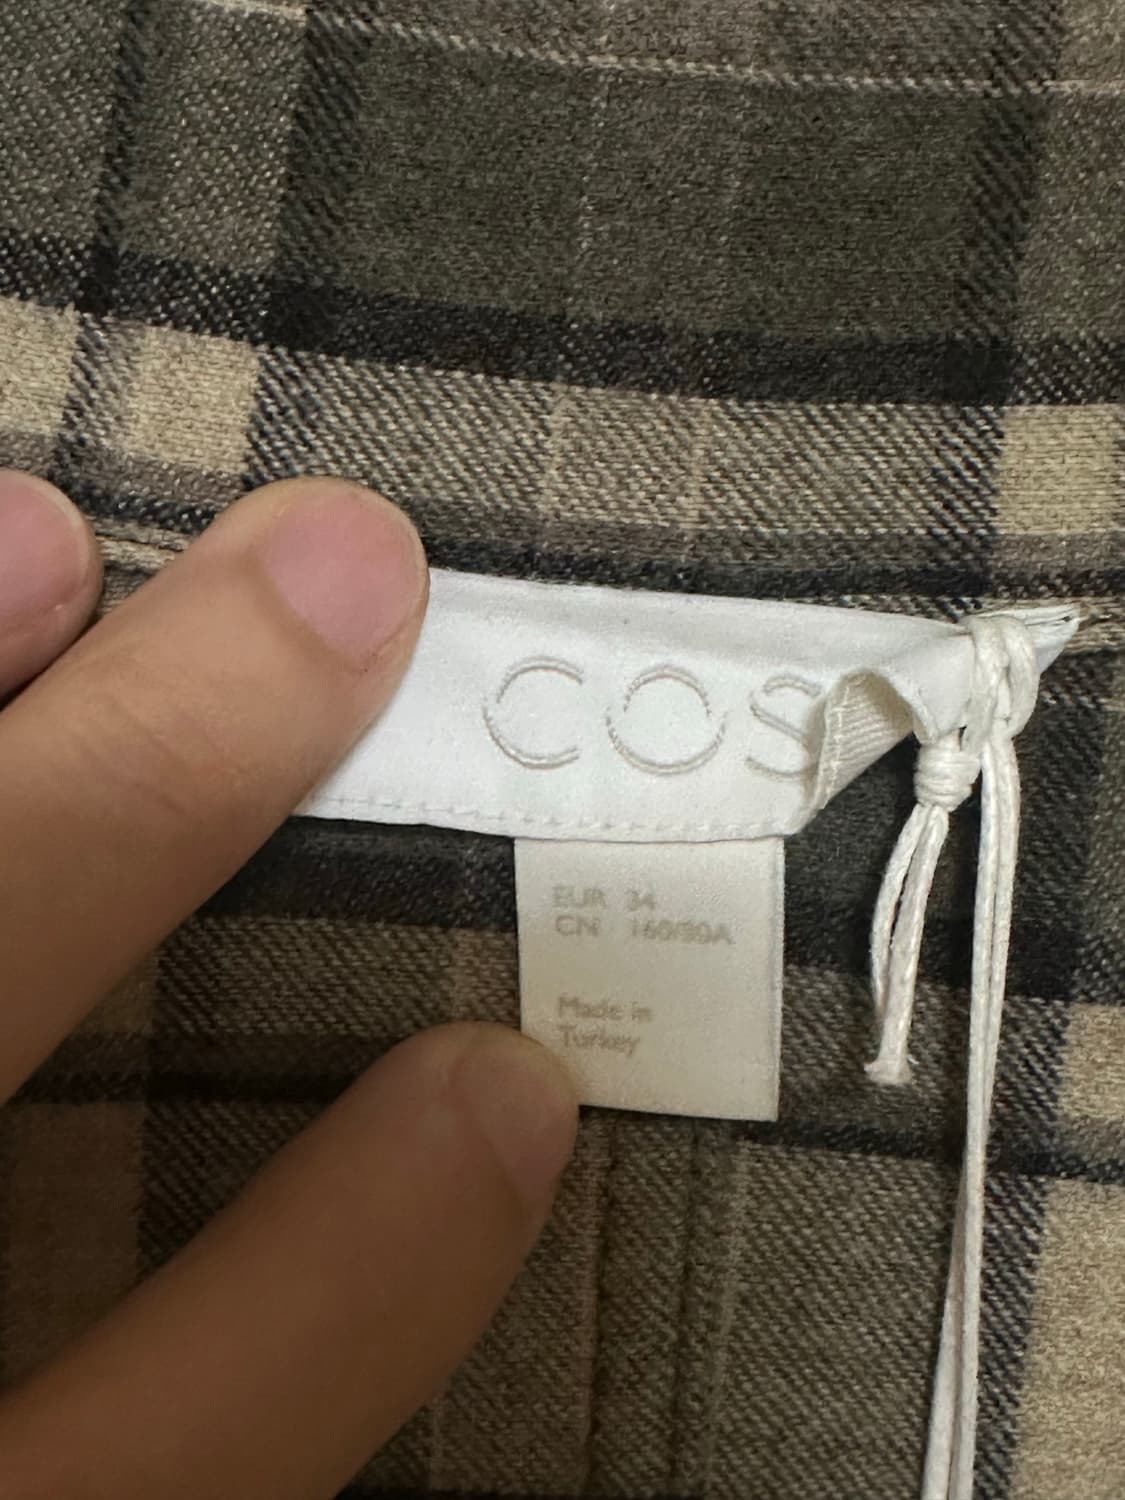 COS
EUR 34
CN 160/80A
Made in
Turkey